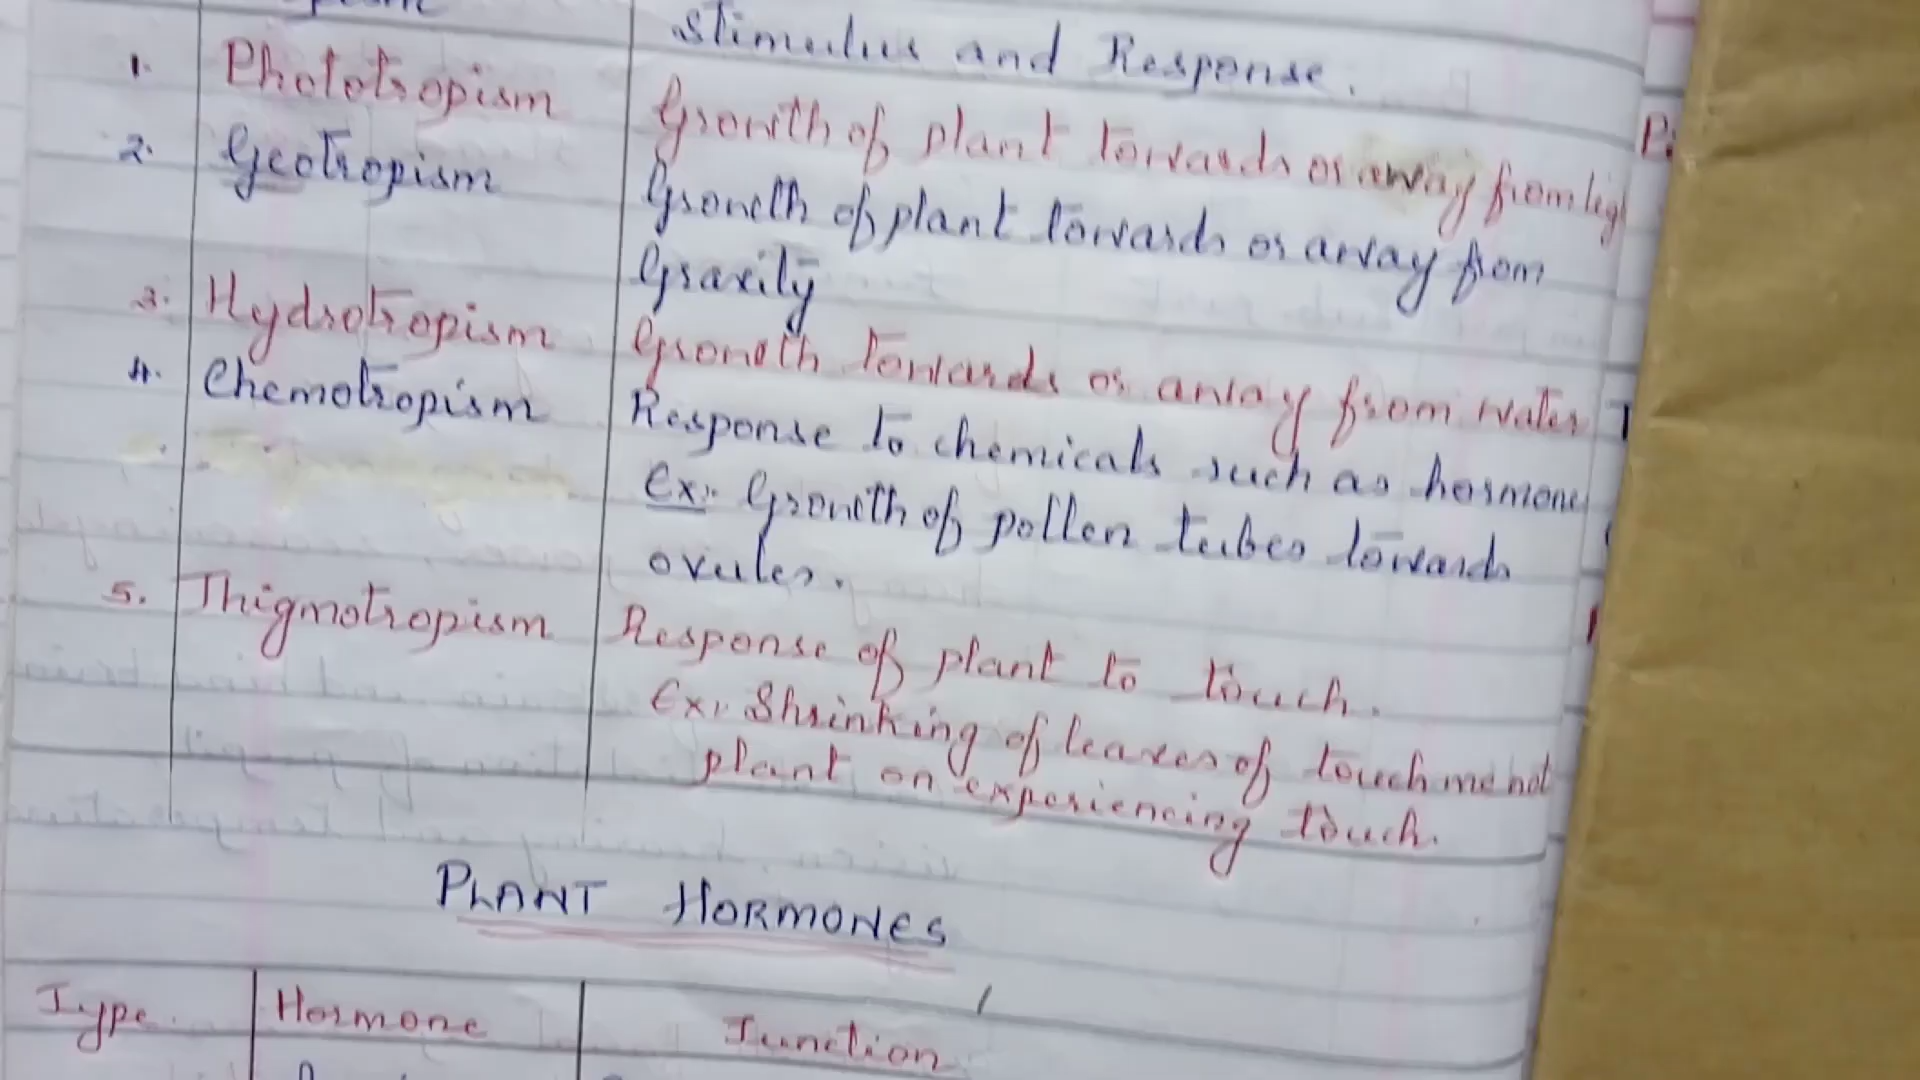 Stimulus and Response.
1. Phototropism Growth of plant towards or away from ligh
2. Geotropism Growth of plant towards or away from
Gravity
3. Hydrotropism Growth towards or away from water
4. Chemotropism Response to chemicals such as hormone
Ex:- Growth of pollen tubes towards
ovules.
5. Thigmotropism Response of plant to touch.
Ex:- Shrinking of leaves of touch me not
plant on experiencing touch.
PLANT HORMONES
Type Hormone Function